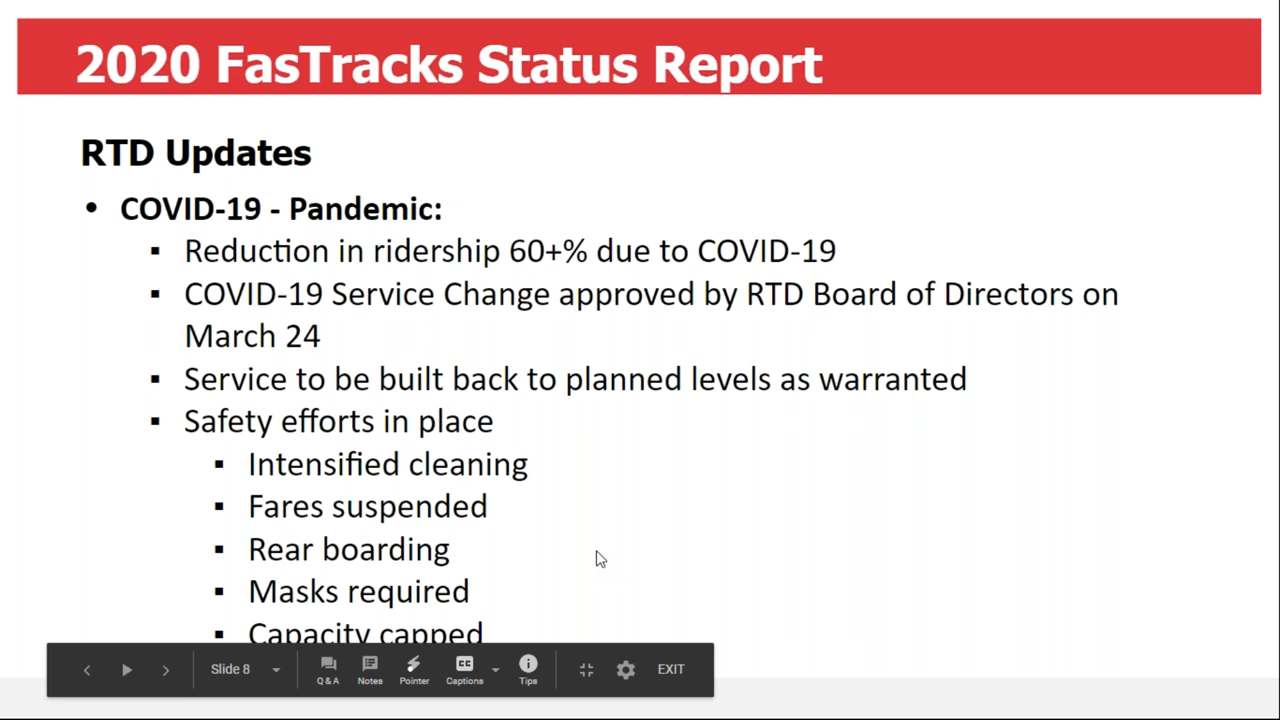 2020 FasTracks Status Report
RTD Updates
• COVID-19 - Pandemic:
▪ Reduction in ridership 60+% due to COVID-19
▪ COVID-19 Service Change approved by RTD Board of Directors on
March 24
▪ Service to be built back to planned levels as warranted
▪ Safety efforts in place
▪ Intensified cleaning
▪ Fares suspended
▪ Rear boarding
▪ Masks required
▪ Capacity capped
Slide 8
Q&A
Notes
Pointer
CC
Captions
Tips
EXIT